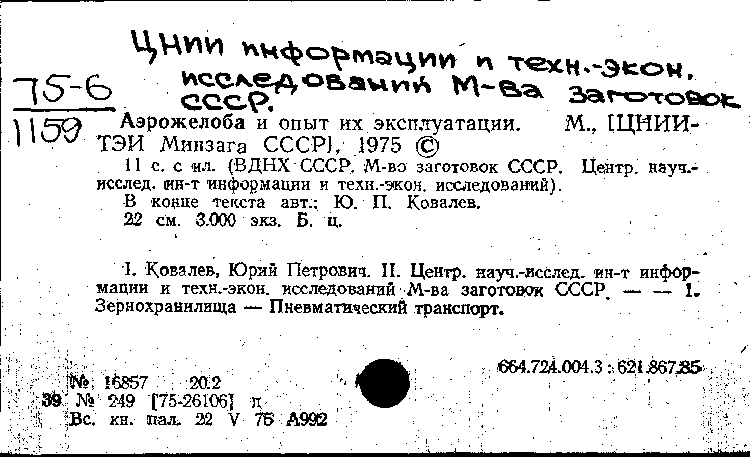 ЦНИИ информации и техн.-экон.
исследований М-ва заготовок
СССР.
75-6
1159
Аэрожелоба и опыт их эксплуатации. М., [ЦНИИ-
ТЭИ Минзага СССР], 1975 ©
11 с. с ил. (ВДНХ СССР. М-во заготовок СССР. Центр. науч.-
исслед. ин-т информации и техн.-экон. исследований).
В конце текста авт.: Ю. П. Ковалев.
22 см. 3.000 экз. Б. ц.
I. Ковалев, Юрий Петрович. II. Центр. науч.-исслед. ин-т инфор-
мации и техн.-экон. исследований М-ва заготовок СССР. — — 1.
Зернохранилища — Пневматический транспорт.
664.724.004.3 : 621.867.85
№ 16857 20.2
39 № 249 [75-26106] п
Вс. кн. пал. 22 V 75 А992